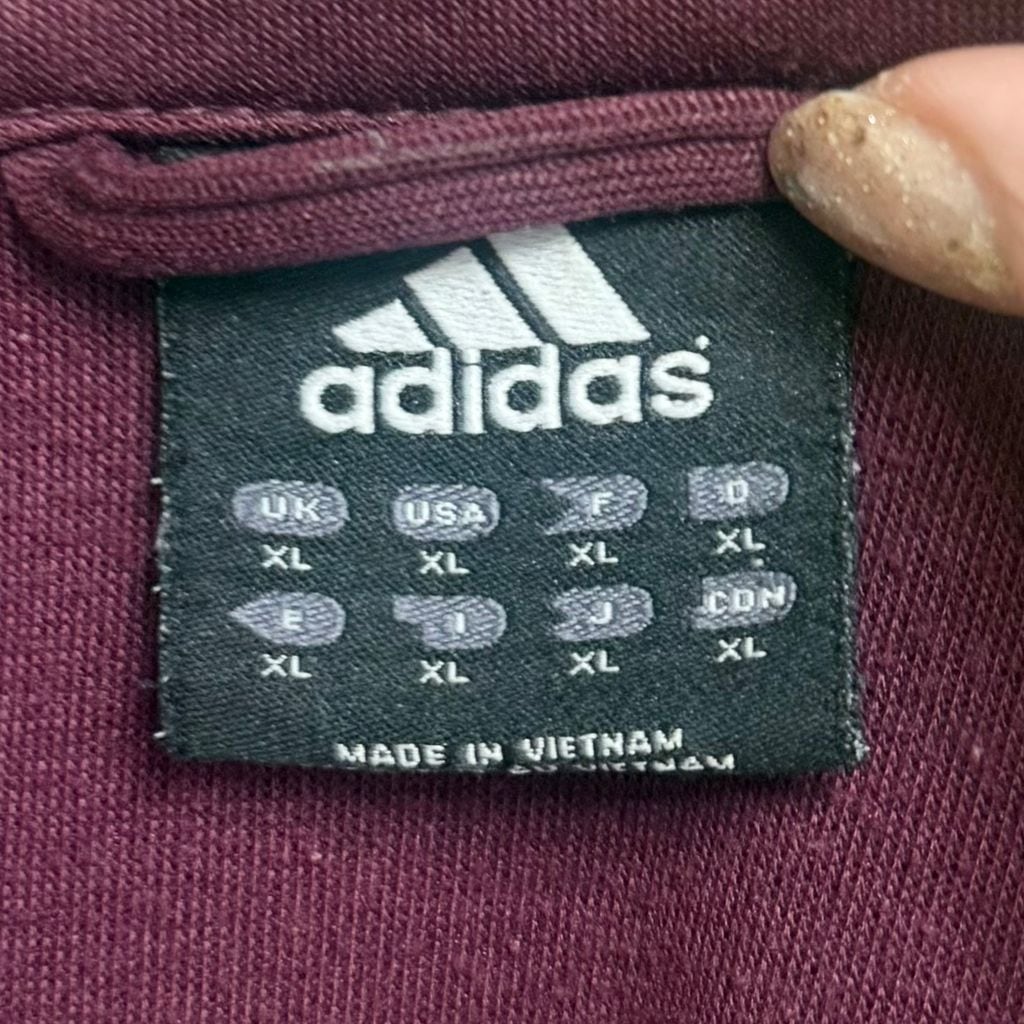 adidas
UK USA F D
XL XL XL XL
E I J CDN
XL XL XL XL
MADE IN VIETNAM